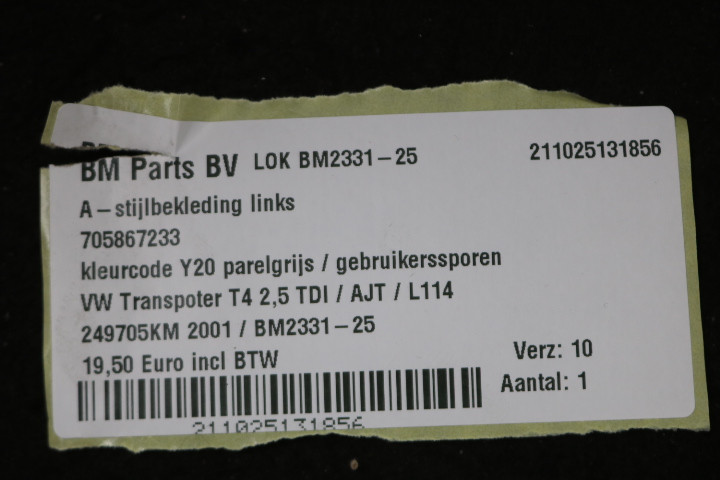 BM Parts BV LOK BM2331-25 211025131856
A-stijlbekleding links
705867233
kleurcode Y20 parelgrijs / gebruikerssporen
VW Transpoter T4 2,5 TDI / AJT / L114
249705KM 2001 / BM2331-25
19,50 Euro incl BTW
Verz: 10
Aantal: 1
211025131856